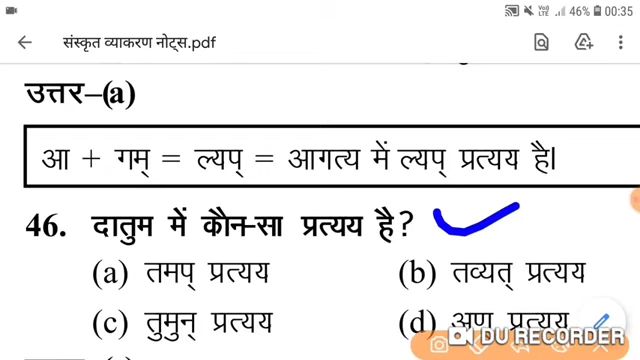 46% 00:35
संस्कृत व्याकरण नोट्स.pdf
उत्तर–(a)
आ + गम् = ल्यप् = आगत्य में ल्यप् प्रत्यय है।
46. दातुम में कौन-सा प्रत्यय है?
(a) तमप् प्रत्यय (b) तव्यत् प्रत्यय
(c) तुमुन् प्रत्यय (d) अण् प्रत्यय
DU RECORDER